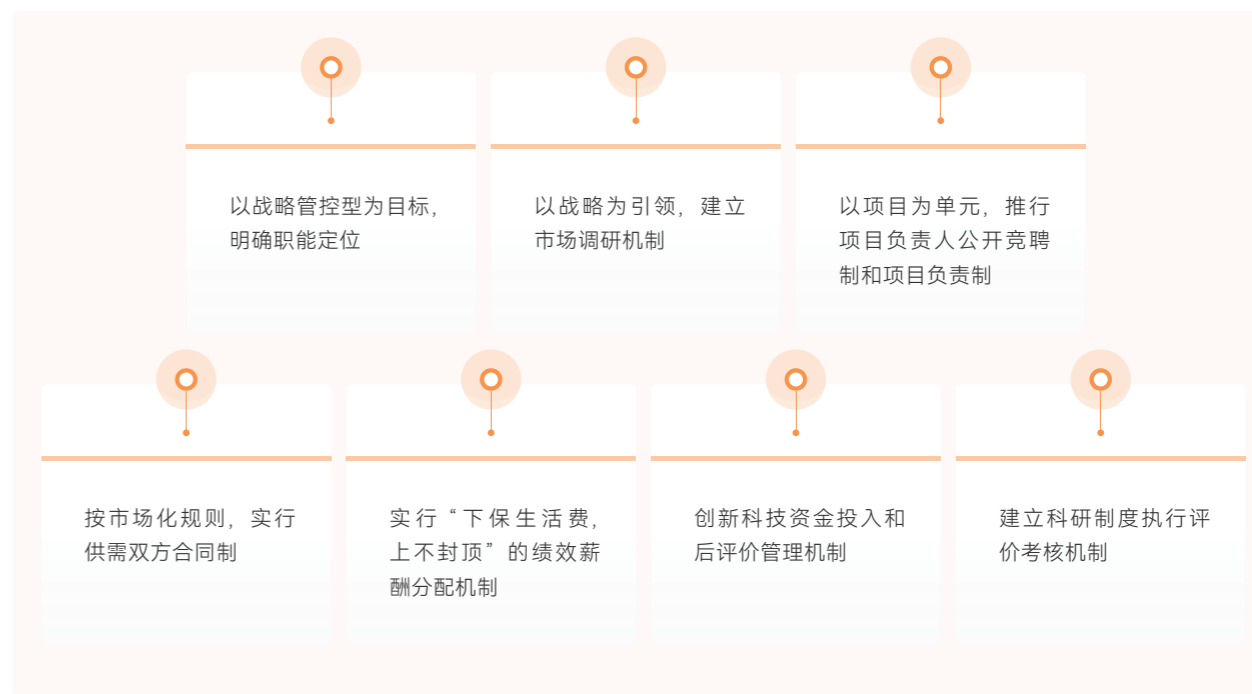 以战略管控型为目标，
明确职能定位
以战略为引领，建立
市场调研机制
以项目为单元，推行
项目负责人公开竞聘
制和项目负责制
按市场化规则，实行
供需双方合同制
实行“下保生活费，
上不封顶”的绩效薪
酬分配机制
创新科技资金投入和
后评价管理机制
建立科研制度执行评
价考核机制